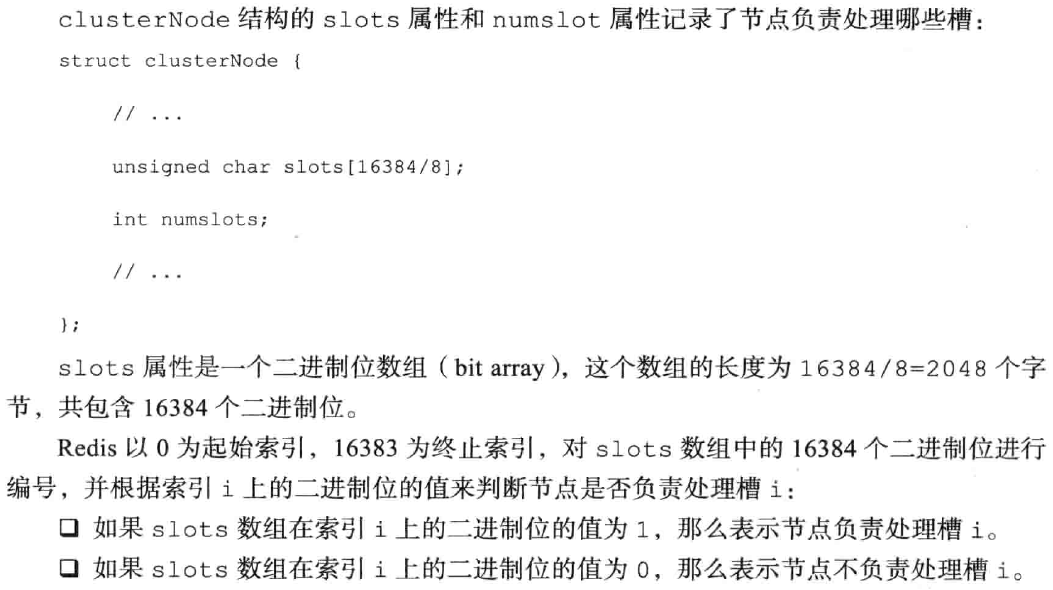 clusterNode 结构的 slots 属性和 numslot 属性记录了节点负责处理哪些槽：
struct clusterNode {
// ...
unsigned char slots[16384/8];
int numslots;
// ...
};
slots 属性是一个二进制位数组（bit array），这个数组的长度为 16384/8=2048 个字
节，共包含 16384 个二进制位。
Redis 以 0 为起始索引，16383 为终止索引，对 slots 数组中的 16384 个二进制位进行
编号，并根据索引 i 上的二进制位的值来判断节点是否负责处理槽 i：
❑ 如果 slots 数组在索引 i 上的二进制位的值为 1，那么表示节点负责处理槽 i。
❑ 如果 slots 数组在索引 i 上的二进制位的值为 0，那么表示节点不负责处理槽 i。